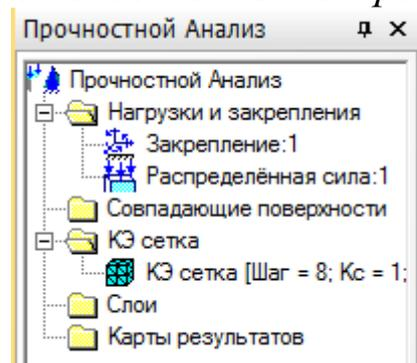 Прочностной Анализ
Прочностной Анализ
Нагрузки и закрепления
Закрепление:1
Распределённая сила:1
Совпадающие поверхности
КЭ сетка
КЭ сетка [Шаг = 8; Кс = 1;
Слои
Карты результатов